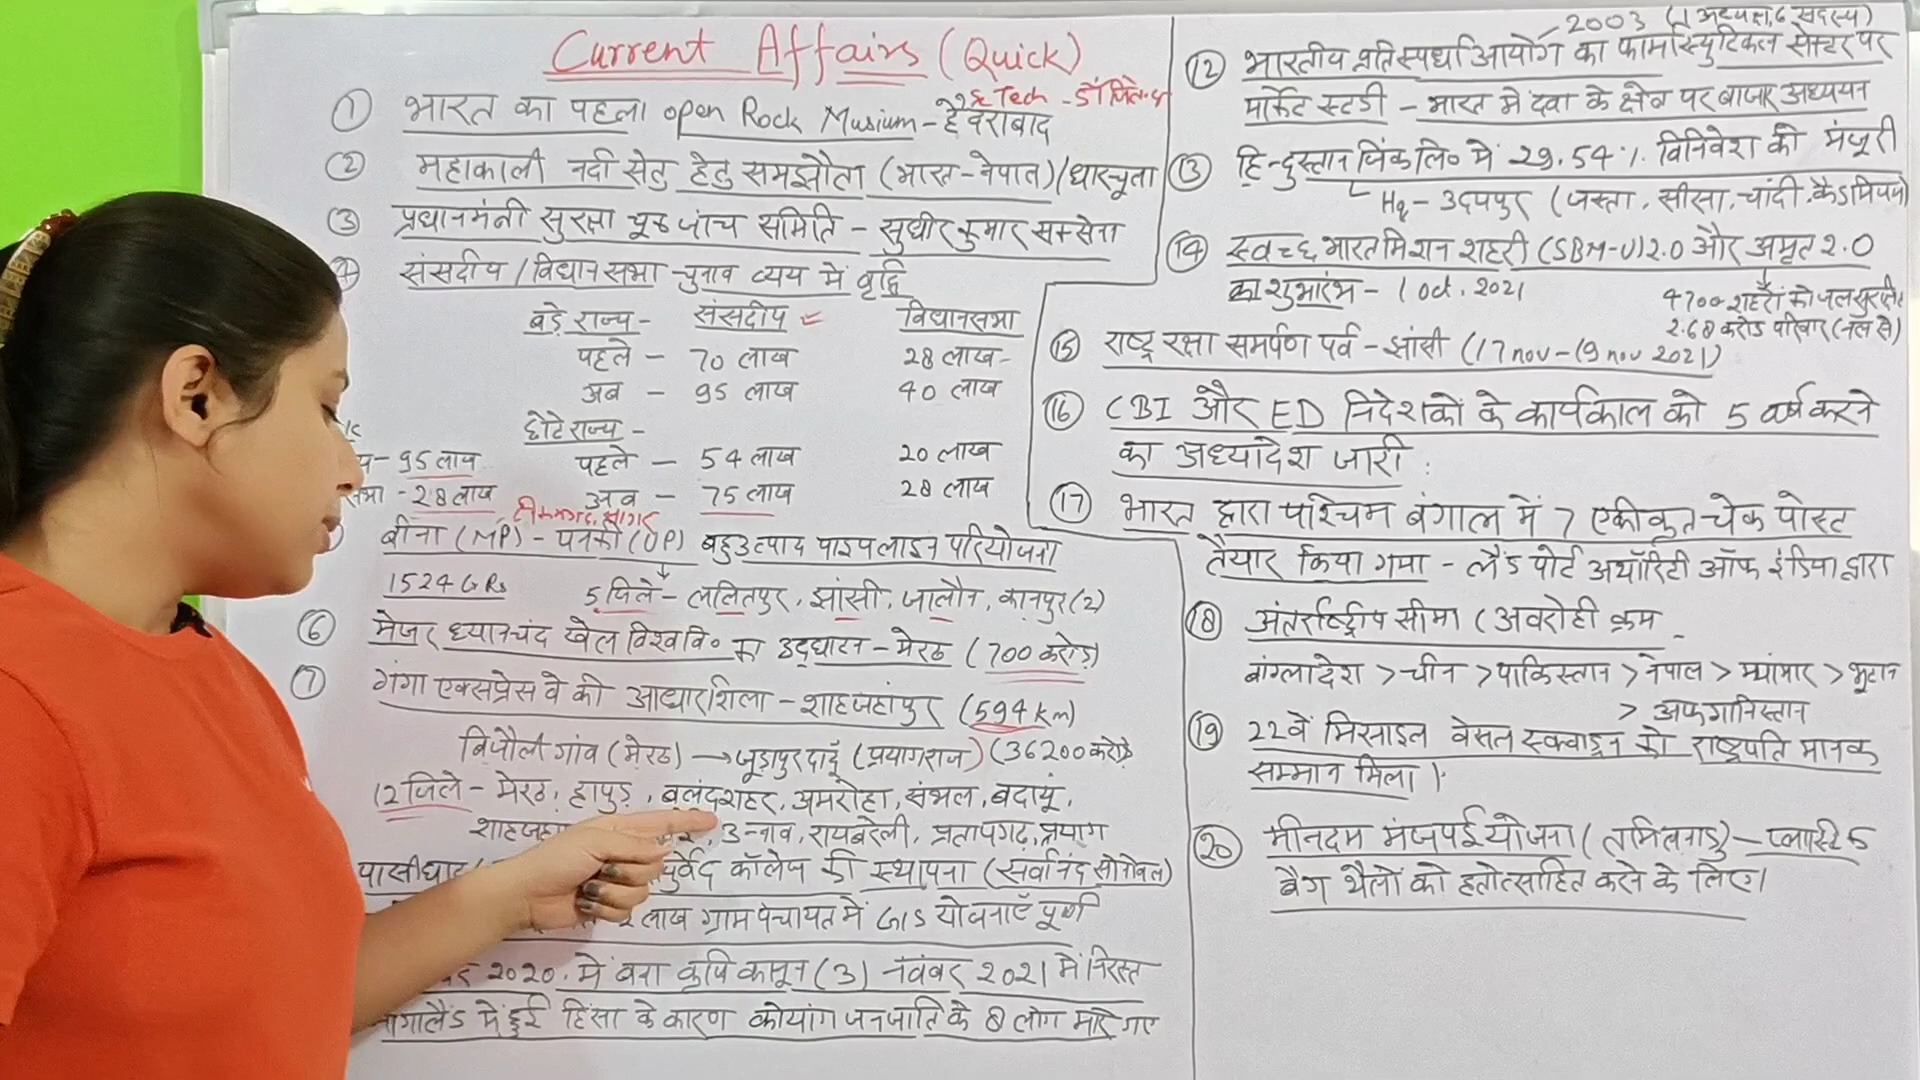 Current Affairs (Quick)
& Tech - डॉ जितेन्द्र
① भारत का पहला open Rock Musium - हैदराबाद
② महाकाली नदी सेतु हेतु समझौता (भारत-नेपाल)/धारचूला
③ प्रधानमंत्री सुरक्षा चूक जांच समिति - सुधीर कुमार सक्सेना
संसदीय / विधानसभा चुनाव व्यय में वृद्धि
बड़े राज्य - संसदीय विधानसभा
पहले - 70 लाख 28 लाख -
अब - 95 लाख 40 लाख
छोटे राज्य -
पहले - 54 लाख 20 लाख
- 95 लाख
अब - 75 लाख 28 लाख
- 28 लाख
टीकमगढ़, सागर
बीना (MP) - पनकी (UP) बहुउत्पाद पाइपलाइन परियोजना
1524 G Rs 5 जिले - ललितपुर, झांसी, जालौन, कानपुर (2)
⑥ मेजर ध्यानचंद खेल विश्ववि० का उद्घाटन - मेरठ (700 करोड़)
⑦ गंगा एक्सप्रेस वे की आधारशिला - शाहजहांपुर (594 km)
बिजौली गांव (मेरठ) → जूड़ापुर दादूँ (प्रयागराज) (36200 करोड़
12 जिले - मेरठ, हापुड़, बुलंदशहर, अमरोहा, संभल, बदायूं,
उन्नाव, रायबरेली, प्रतापगढ़, प्रयाग
पासीघाट कॉलेज की स्थापना (सर्वानंद सोनोवाल)
लाख ग्राम पंचायत में GIS योजनाएँ पूर्ण
2020 में बना कृषि कानून (3) नवंबर 2021 में निरस्त
नागालैंड में हुई हिंसा के कारण कोयांग जनजाति के 8 लोग मारे गए
2003 (1 अध्यक्ष, 6 सदस्य)
⑫ भारतीय प्रतिस्पर्धा आयोग का फार्मास्युटिकल सेक्टर पर
मार्केट स्टडी - भारत में दवा के क्षेत्र पर बाजार अध्ययन
⑬ हिन्दुस्तान जिंक लि० में 29.54% विनिवेश को मंजूरी
Hq - उदयपुर (जस्ता, सीसा, चांदी, कैडमियम)
⑭ स्वच्छ भारत मिशन शहरी (SBM-U) 2.0 और अमृत 2.0
का शुभारंभ - 1 Oct. 2021
4700 शहरों को जल सुरक्षित
2.68 करोड़ परिवार (नल से)
⑮ राष्ट्र रक्षा समर्पण पर्व - झांसी (17 nov - 19 nov 2021)
⑯ CBI और ED निदेशकों के कार्यकाल को 5 वर्ष करने
का अध्यादेश जारी
⑰ भारत द्वारा पश्चिम बंगाल में 7 एकीकृत चेक पोस्ट
तैयार किया गया - लैंड पोर्ट अथॉरिटी ऑफ इंडिया द्वारा
⑱ अंतर्राष्ट्रीय सीमा (अवरोही क्रम
बांग्लादेश > चीन > पाकिस्तान > नेपाल > म्यांमार > भूटान
> अफगानिस्तान
⑲ 22वें मिसाइल वेसल स्क्वाड्रन को राष्ट्रपति मानक
सम्मान मिला।
⑳ मीनदम मंजपई योजना (तमिलनाडु) - प्लास्टिक
बैग थैलों को हतोत्साहित करने के लिए।